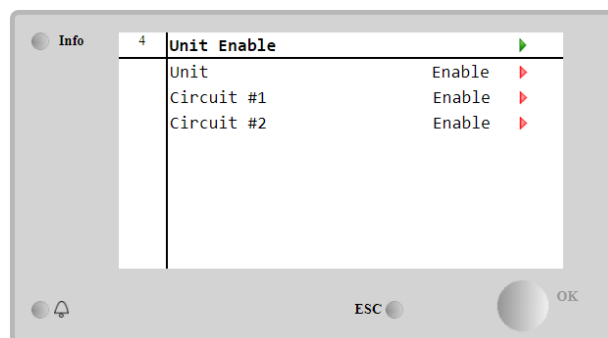 Info
4 Unit Enable
Unit Enable
Circuit #1 Enable
Circuit #2 Enable
ESC
OK